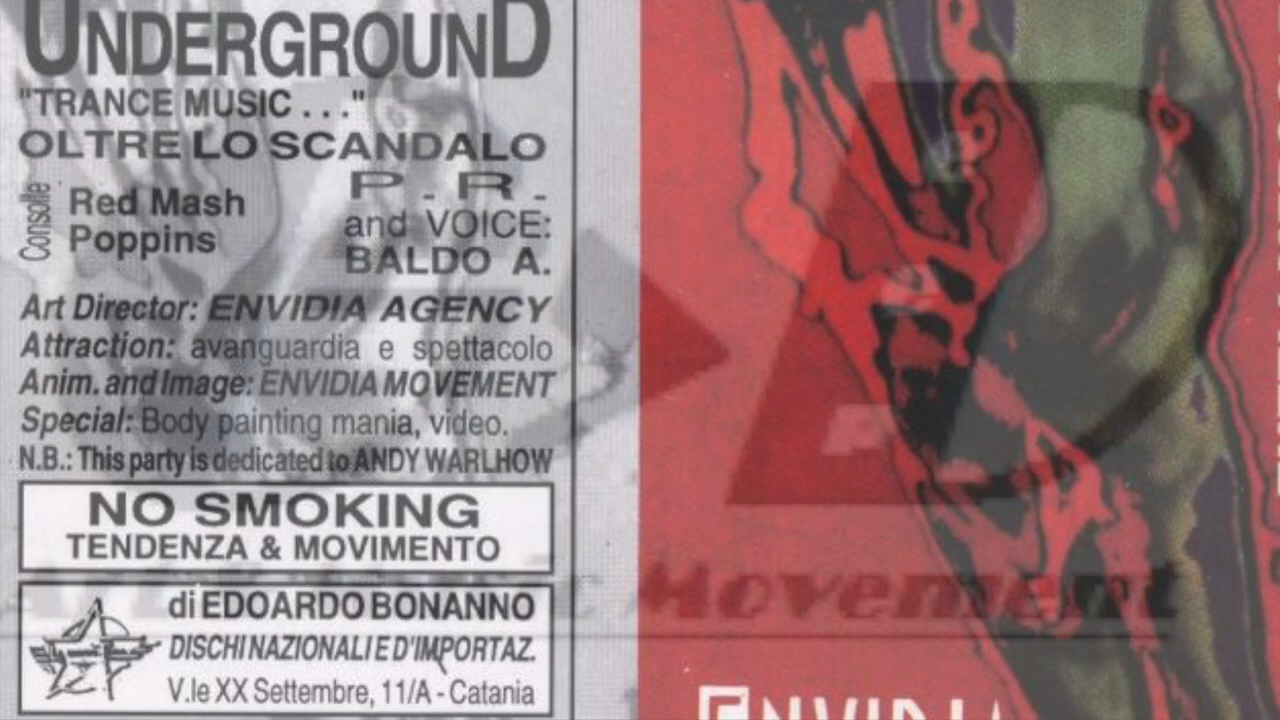 UNDERGROUND
"TRANCE MUSIC . . ."
OLTRE LO SCANDALO
Consolle
Red Mash
Poppins
P . R .
and VOICE:
BALDO A.
Art Director: ENVIDIA AGENCY
Attraction: avanguardia e spettacolo
Anim. and Image: ENVIDIA MOVEMENT
Special: Body painting mania, video.
N.B.: This party is dedicated to ANDY WARLHOW
NO SMOKING
TENDENZA & MOVIMENTO
di EDOARDO BONANNO
DISCHI NAZIONALI E D'IMPORTAZ.
V.le XX Settembre, 11/A - Catania
Movement
ENVIDIA